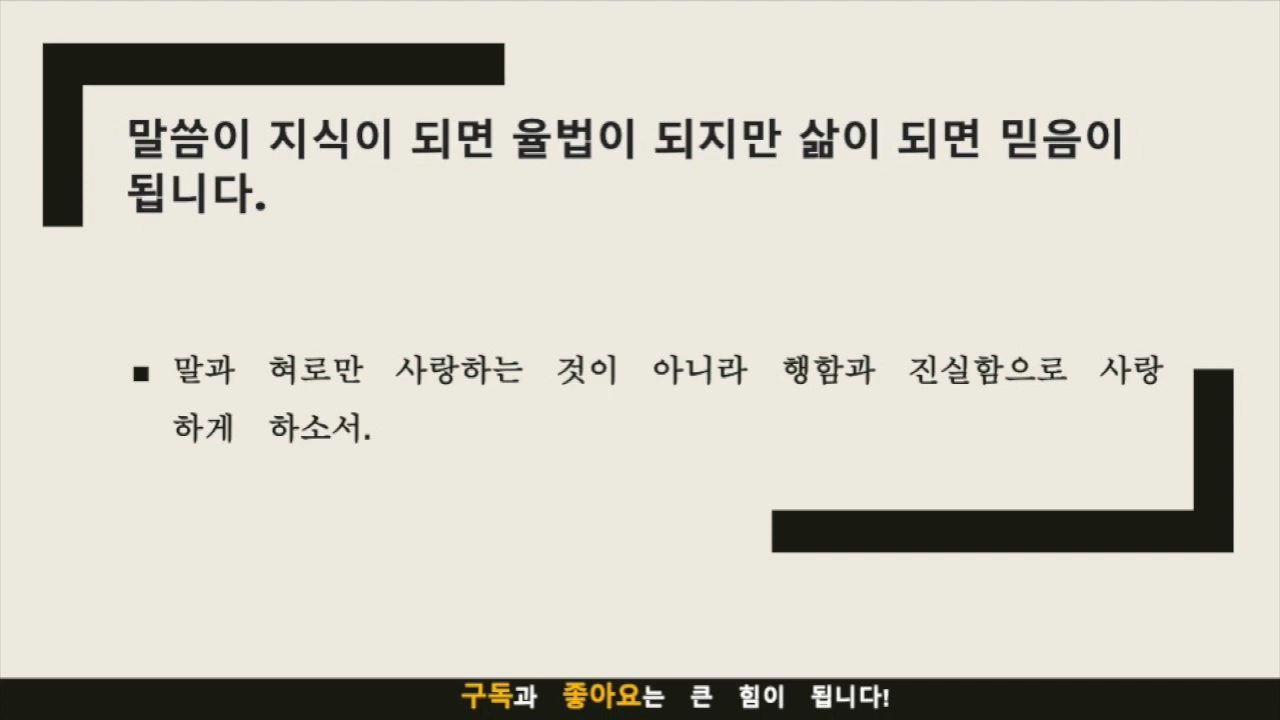 말씀이 지식이 되면 율법이 되지만 삶이 되면 믿음이
됩니다.
■ 말과 혀로만 사랑하는 것이 아니라 행함과 진실함으로 사랑
하게 하소서.
구독과 좋아요는 큰 힘이 됩니다!